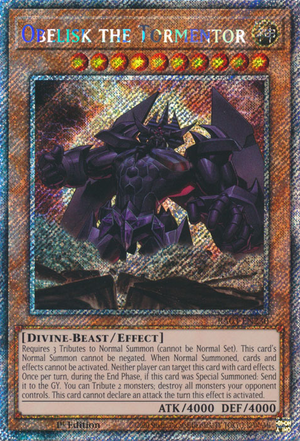 Obelisk the Tormentor
[Divine-Beast/Effect]
Requires 3 Tributes to Normal Summon (cannot be Normal Set). This card's
Normal Summon cannot be negated. When Normal Summoned, cards and
effects cannot be activated. Neither player can target this card with card effects.
Once per turn, during the End Phase, if this card was Special Summoned: Send
it to the GY. You can Tribute 2 monsters; destroy all monsters your opponent
controls. This card cannot declare an attack the turn this effect is activated.
ATK/4000 DEF/4000
1st Edition